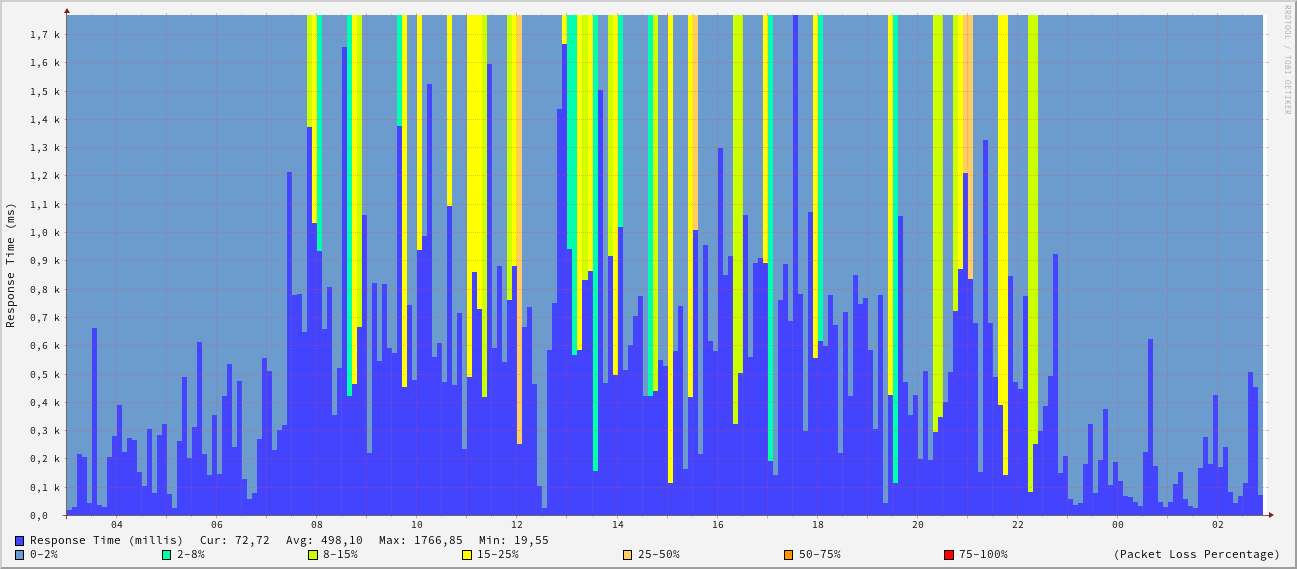 RRDTOOL / TOBI OETIKER
Response Time (ms)
1,7 k
1,6 k
1,5 k
1,4 k
1,3 k
1,2 k
1,1 k
1,0 k
0,9 k
0,8 k
0,7 k
0,6 k
0,5 k
0,4 k
0,3 k
0,2 k
0,1 k
0,0
04 06 08 10 12 14 16 18 20 22 00 02
Response Time (millis) Cur: 72,72 Avg: 498,10 Max: 1766,85 Min: 19,55
0-2% 2-8% 8-15% 15-25% 25-50% 50-75% 75-100% (Packet Loss Percentage)